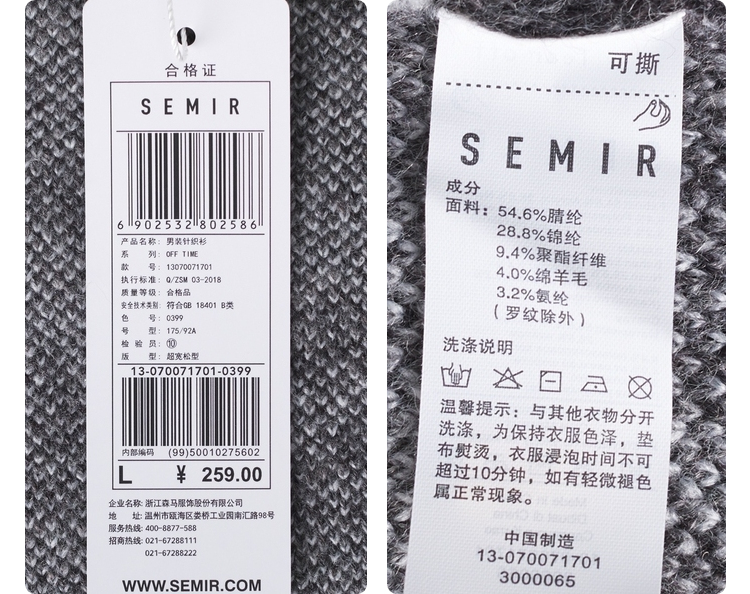 合格证
SEMIR
6 902532 802586
产品名称: 男装针织衫
系 列: OFF TIME
款 号: 13070071701
执行标准: Q/ZSM 03-2018
质量等级: 合格品
安全技术类别: 符合GB 18401 B类
色 号: 0399
号 型: 175/92A
检 验 员: ⑩
版 型: 超宽松型
13-070071701-0399
内部编码 (99)50010275602
L ¥ 259.00
企业名称: 浙江森马服饰股份有限公司
地 址: 温州市瓯海区娄桥工业园南汇路98号
服务热线: 400-8877-588
招商热线: 021-67288111
021-67288222
WWW.SEMIR.COM
可撕
SEMIR
成分
面料: 54.6%腈纶
28.8%锦纶
9.4%聚酯纤维
4.0%绵羊毛
3.2%氨纶
(罗纹除外)
洗涤说明
温馨提示: 与其他衣物分开
洗涤, 为保持衣服色泽, 垫
布熨烫, 衣服浸泡时间不可
超过10分钟, 如有轻微褪色
属正常现象。
中国制造
13-070071701
3000065